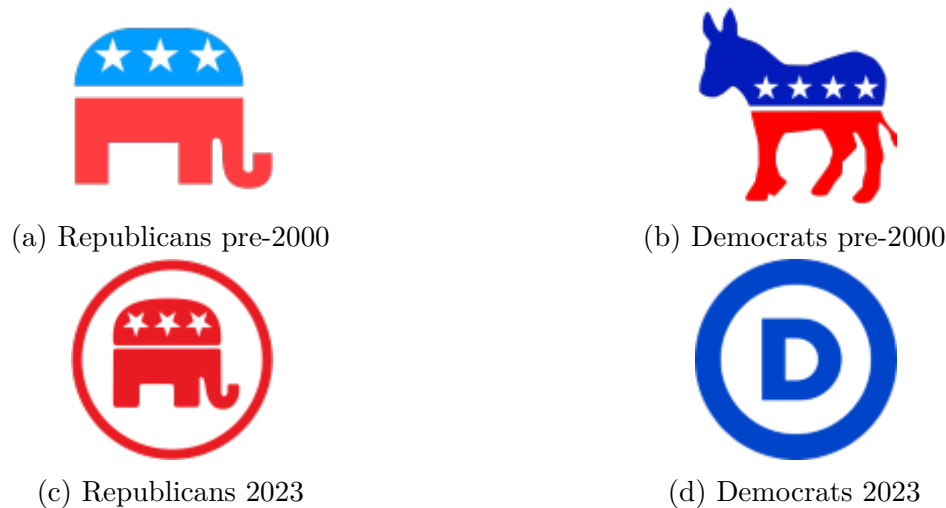 (a) Republicans pre-2000
(b) Democrats pre-2000
(c) Republicans 2023
D
(d) Democrats 2023